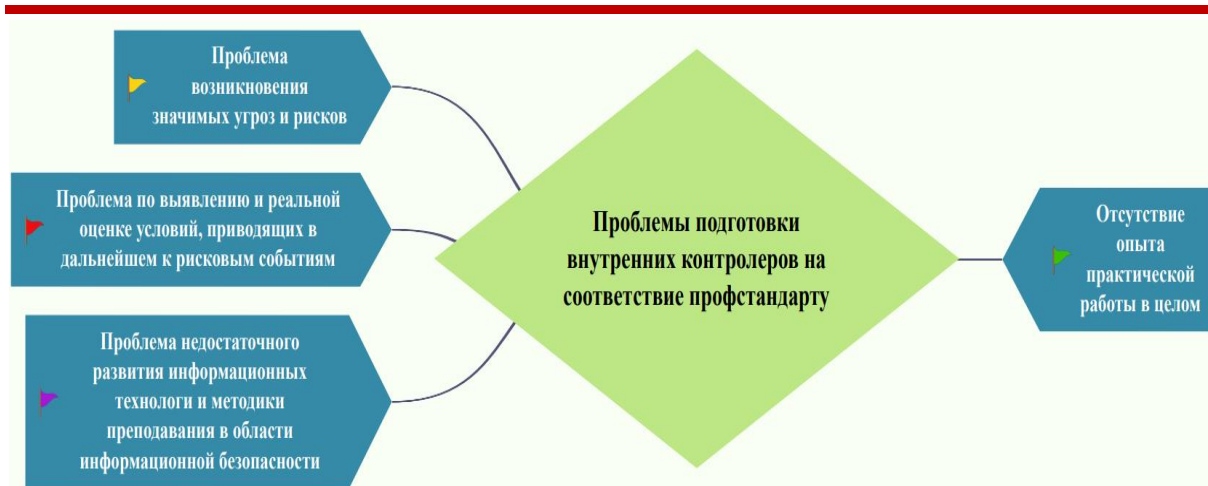 Проблема
возникновения
значимых угроз и рисков
Проблема по выявлению и реальной
оценке условий, приводящих в
дальнейшем к рисковым событиям
Проблема недостаточного
развития информационных
технологи и методики
преподавания в области
информационной безопасности
Проблемы подготовки
внутренних контролеров на
соответствие профстандарту
Отсутствие
опыта
практической
работы в целом